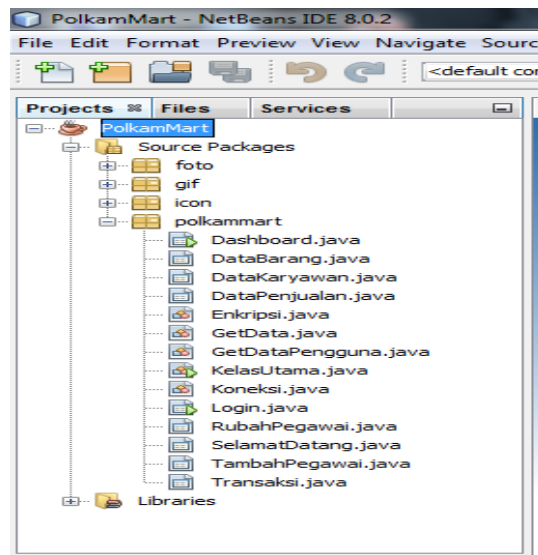 PolkamMart - NetBeans IDE 8.0.2
File Edit Format Preview View Navigate Sourc
<default con
Projects Files Services
PolkamMart
Source Packages
foto
gif
icon
polkammart
Dashboard.java
DataBarang.java
DataKaryawan.java
DataPenjualan.java
Enkripsi.java
GetData.java
GetDataPengguna.java
KelasUtama.java
Koneksi.java
Login.java
RubahPegawai.java
SelamatDatang.java
TambahPegawai.java
Transaksi.java
Libraries